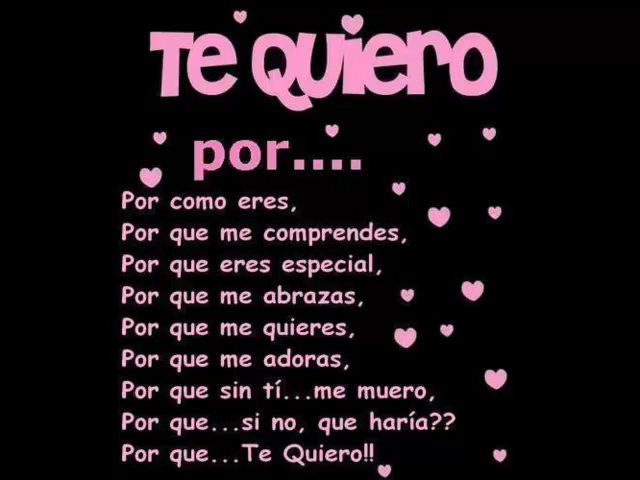 Te Quiero
por....
Por como eres,
Por que me comprendes,
Por que eres especial,
Por que me abrazas,
Por que me quieres,
Por que me adoras,
Por que sin tí...me muero,
Por que...si no, que haría??
Por que...Te Quiero!!